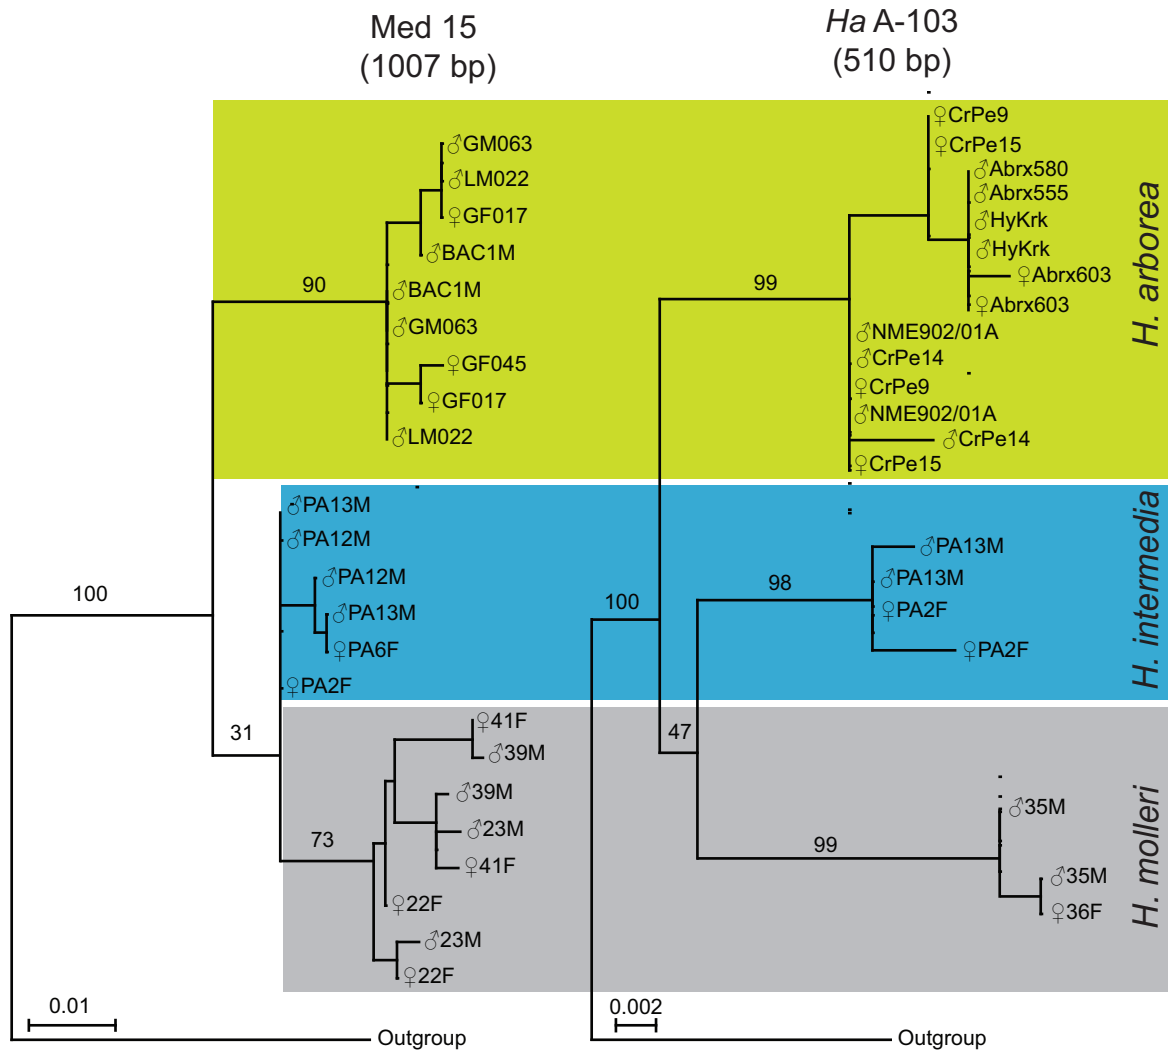 Med 15
(1007 bp)
♂GM063
♂LM022
♀GF017
♂BAC1M
90
♂BAC1M
♂GM063
♀GF045
♀GF017
♂LM022
♂PA13M
♂PA12M
♂PA12M
100
♂PA13M
♀PA6F
♀PA2F
31
♀41F
♂39M
♂39M
♂23M
73
♀41F
♀22F
♂23M
♀22F
0.01
Outgroup
Ha A-103
(510 bp)
♀CrPe9
♀CrPe15
♂Abrx580
♂Abrx555
♂HyKrk
♂HyKrk
♀Abrx603
99
♀Abrx603
♂NME902/01A
♂CrPe14
♀CrPe9
♂NME902/01A
♂CrPe14
♀CrPe15
♂PA13M
♂PA13M
98
♀PA2F
100
♀PA2F
47
♂35M
99
♂35M
♀36F
0.002
Outgroup
H. arborea
H. intermedia
H. molleri